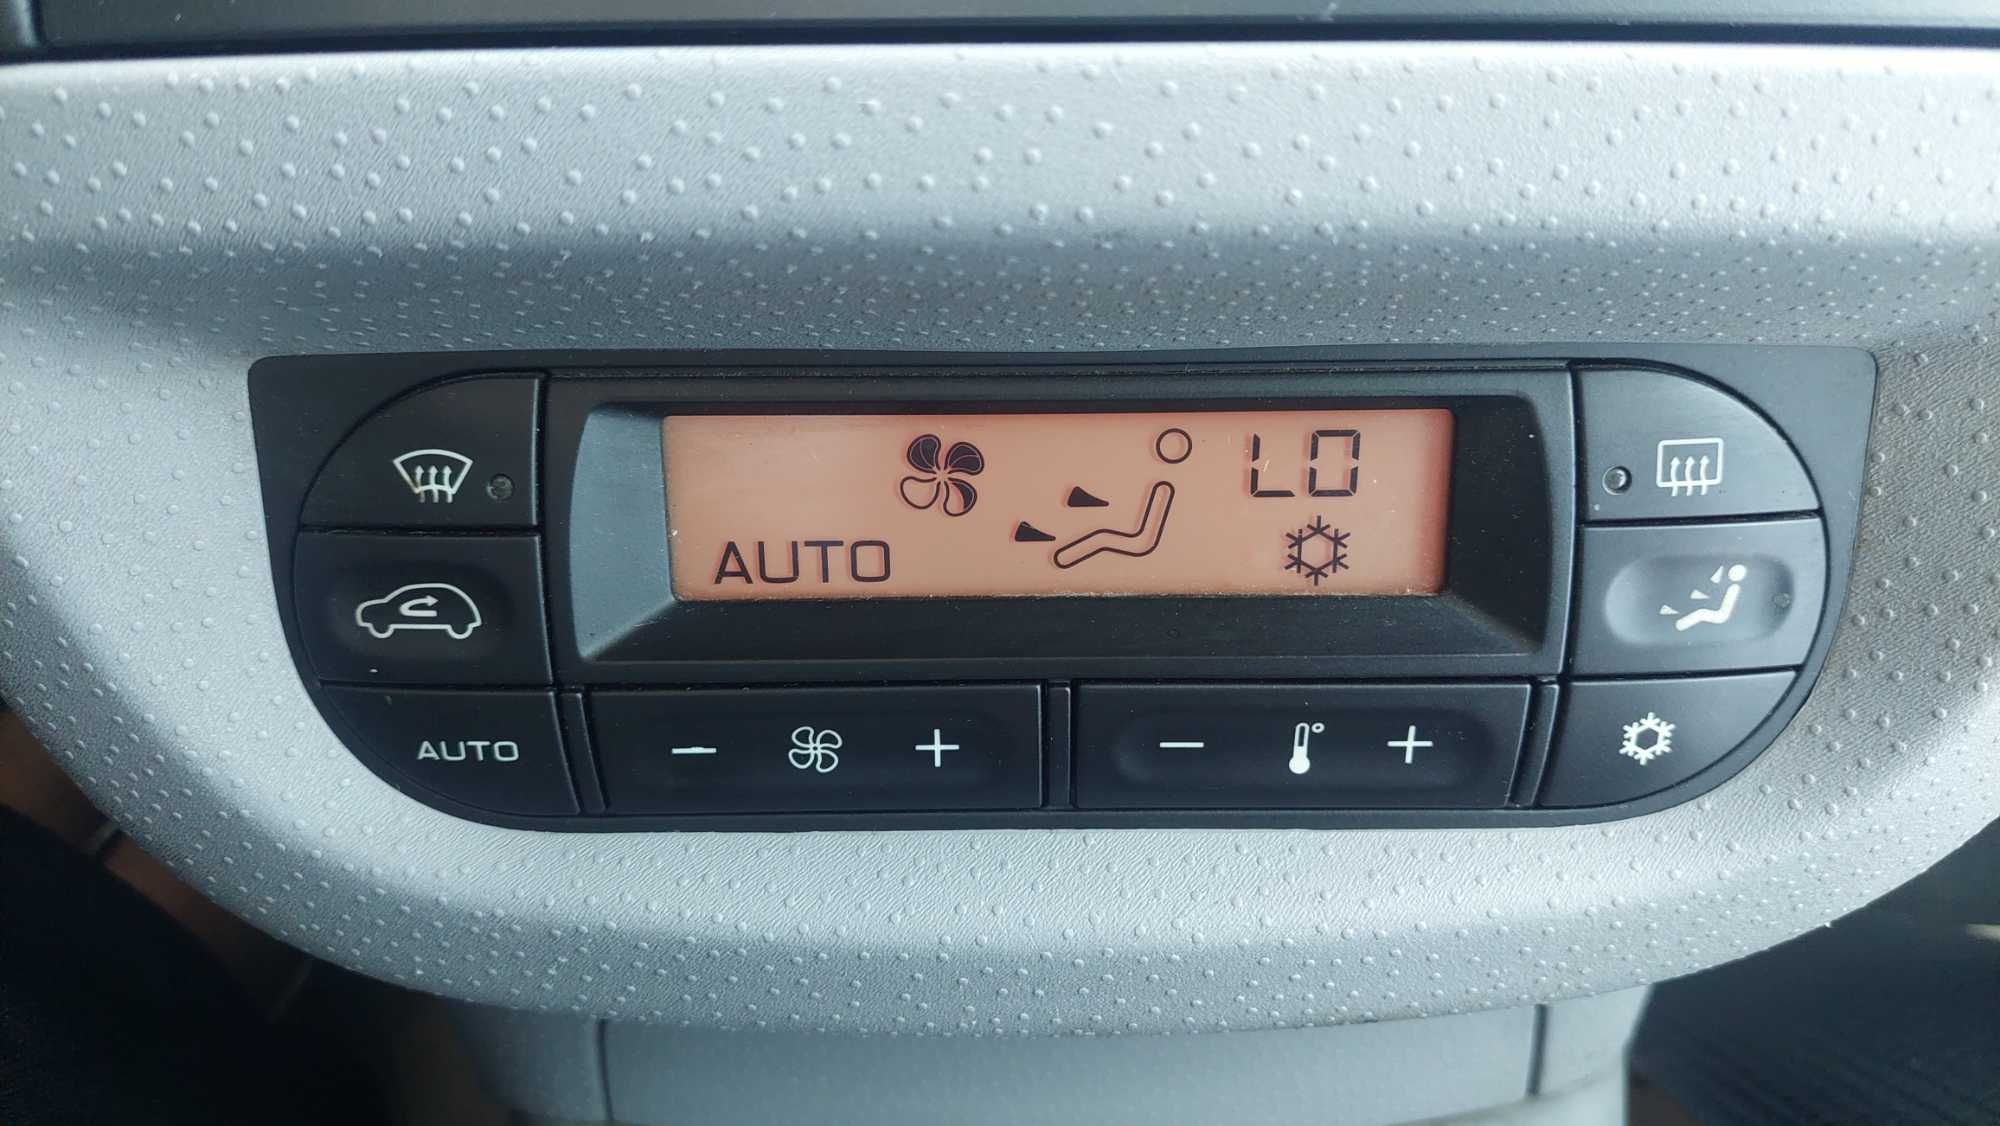 LO
AUTO
AUTO - +  - ° +